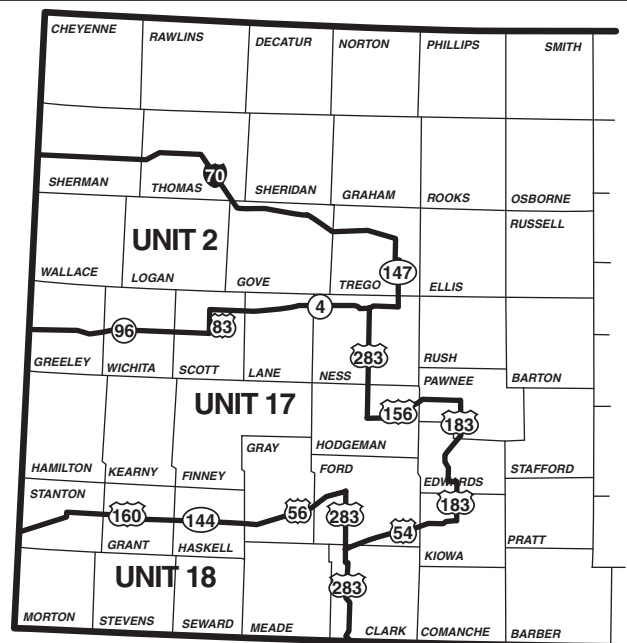 CHEYENNE
RAWLINS
DECATUR
NORTON
PHILLIPS
SMITH
70
SHERMAN
THOMAS
SHERIDAN
GRAHAM
ROOKS
OSBORNE
RUSSELL
UNIT 2
WALLACE
LOGAN
GOVE
TREGO
147
ELLIS
4
96
83
283
GREELEY
WICHITA
SCOTT
LANE
NESS
RUSH
PAWNEE
BARTON
UNIT 17
156
183
GRAY
HODGEMAN
HAMILTON
KEARNY
FINNEY
FORD
EDWARDS
STAFFORD
STANTON
160
144
56
283
54
183
GRANT
HASKELL
KIOWA
PRATT
UNIT 18
283
MORTON
STEVENS
SEWARD
MEADE
CLARK
COMANCHE
BARBER